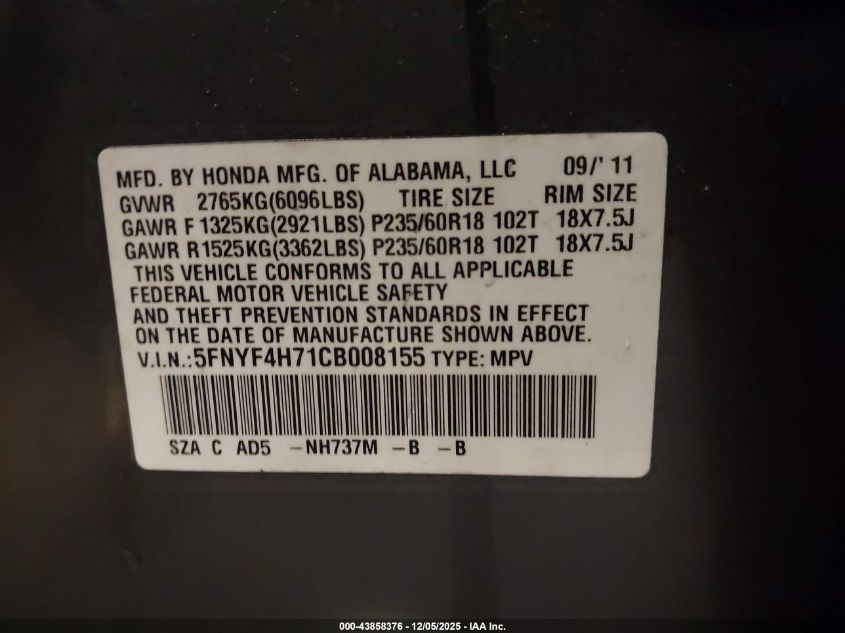 MFD. BY HONDA MFG. OF ALABAMA, LLC 09/' 11
GVWR 2765KG(6096LBS) TIRE SIZE RIM SIZE
GAWR F 1325KG(2921LBS) P235/60R18 102T 18X7.5J
GAWR R1525KG(3362LBS) P235/60R18 102T 18X7.5J
THIS VEHICLE CONFORMS TO ALL APPLICABLE
FEDERAL MOTOR VEHICLE SAFETY
AND THEFT PREVENTION STANDARDS IN EFFECT
ON THE DATE OF MANUFACTURE SHOWN ABOVE.
V.I.N.:5FNYF4H71CB008155 TYPE: MPV
SZA C AD5 –NH737M –B –B
000-43858376 - 12/05/2025 - IAA Inc.